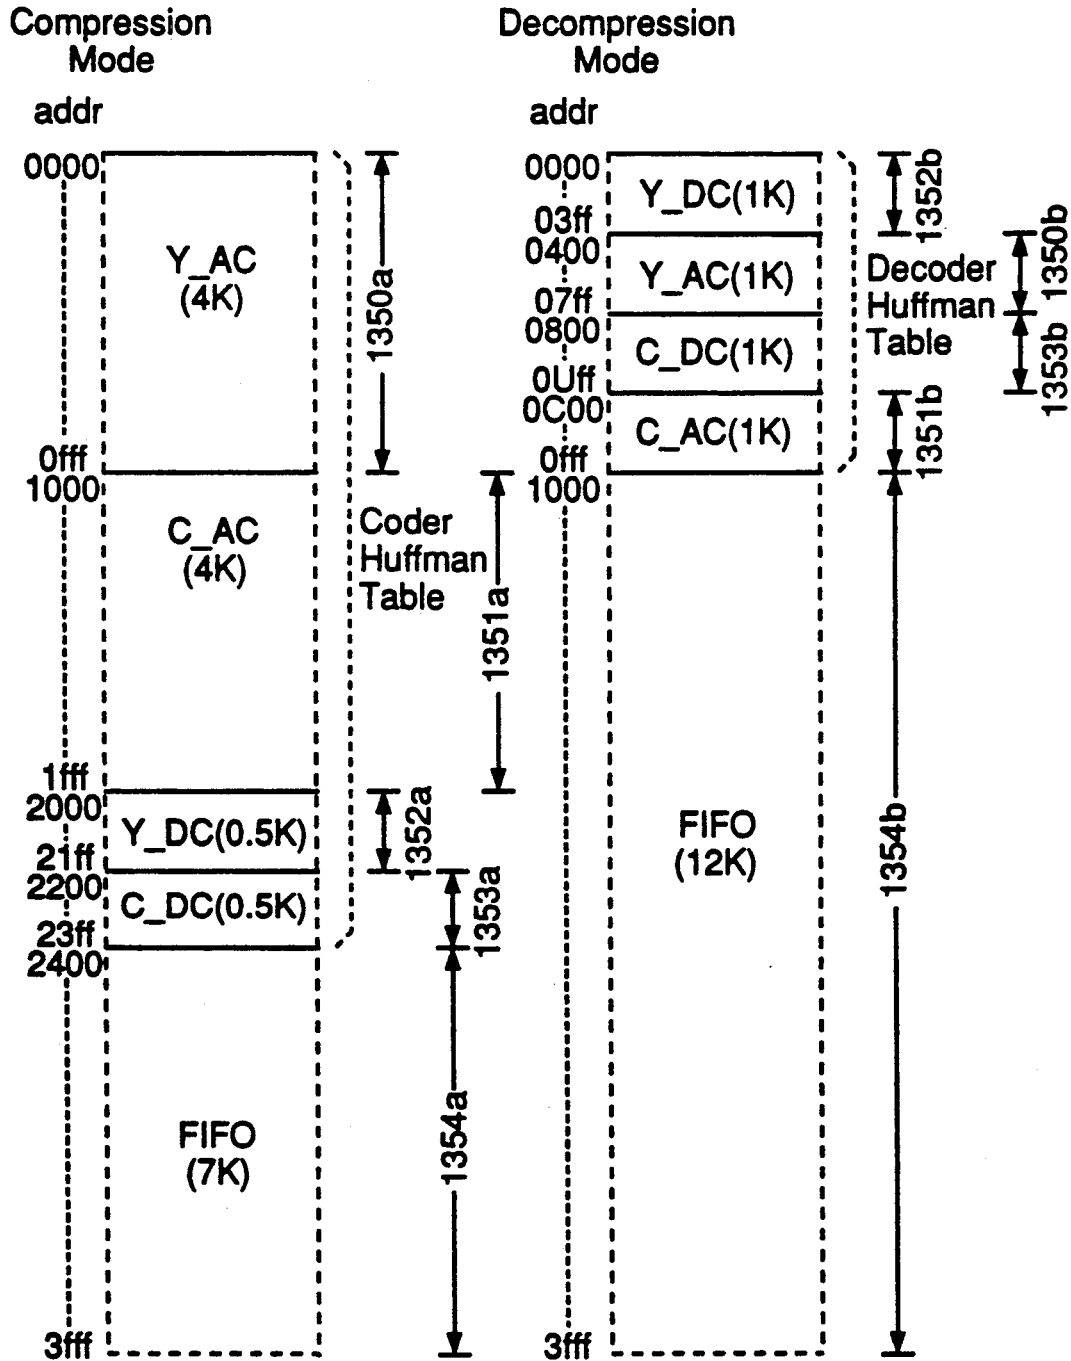 Compression
Mode
addr
0000
Y_AC
(4K)
1350a
0fff
1000
C_AC
(4K)
Coder
Huffman
Table
1351a
1fff
2000
Y_DC(0.5K)
1352a
21ff
2200
C_DC(0.5K)
1353a
23ff
2400
FIFO
(7K)
1354a
3fff
Decompression
Mode
addr
0000
Y_DC(1K)
1352b
03ff
0400
Y_AC(1K)
1350b
07ff
0800
C_DC(1K)
1353b
0Uff
0C00
C_AC(1K)
1351b
0fff
1000
Decoder
Huffman
Table
FIFO
(12K)
1354b
3fff